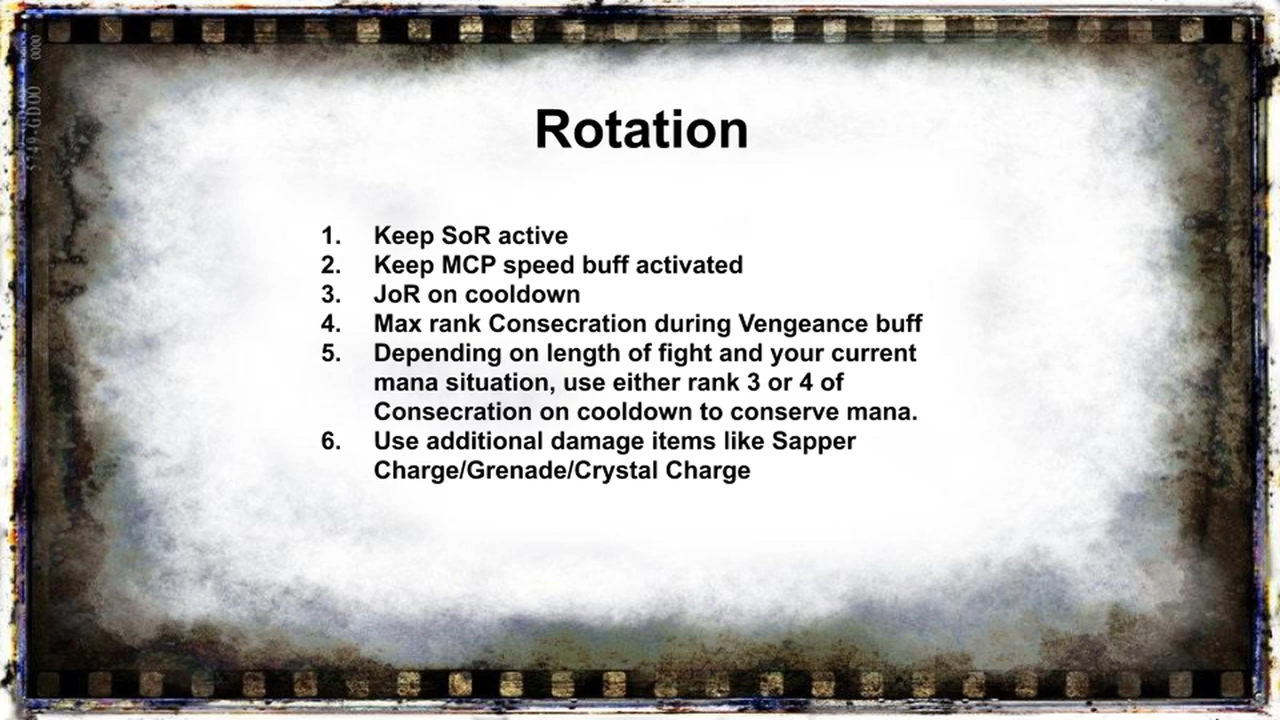 0000
5749-GD00
Rotation
1. Keep SoR active
2. Keep MCP speed buff activated
3. JoR on cooldown
4. Max rank Consecration during Vengeance buff
5. Depending on length of fight and your current
mana situation, use either rank 3 or 4 of
Consecration on cooldown to conserve mana.
6. Use additional damage items like Sapper
Charge/Grenade/Crystal Charge